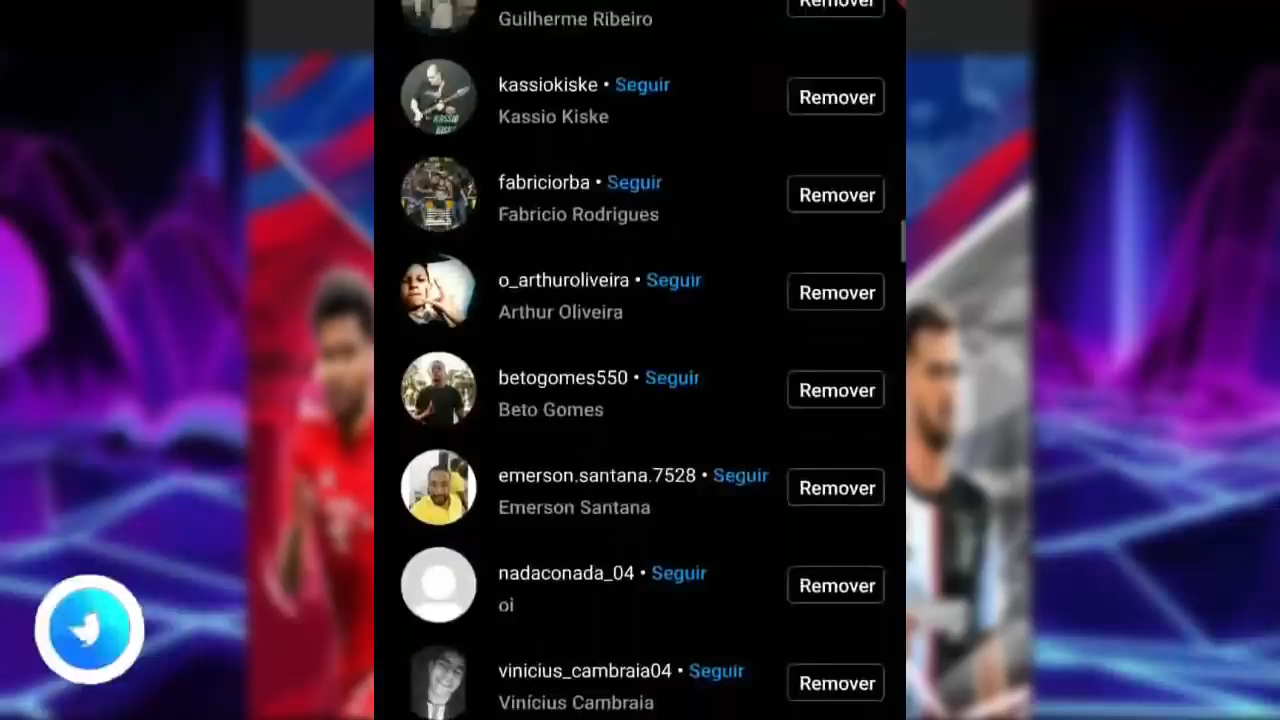 Guilherme Ribeiro
Remover
kassiokiske • Seguir
Kassio Kiske
Remover
fabriciorba • Seguir
Fabricio Rodrigues
Remover
o_arthuroliveira • Seguir
Arthur Oliveira
Remover
betogomes550 • Seguir
Beto Gomes
Remover
emerson.santana.7528 • Seguir
Emerson Santana
Remover
nadaconada_04 • Seguir
oi
Remover
vinicius_cambraia04 • Seguir
Vinícius Cambraia
Remover